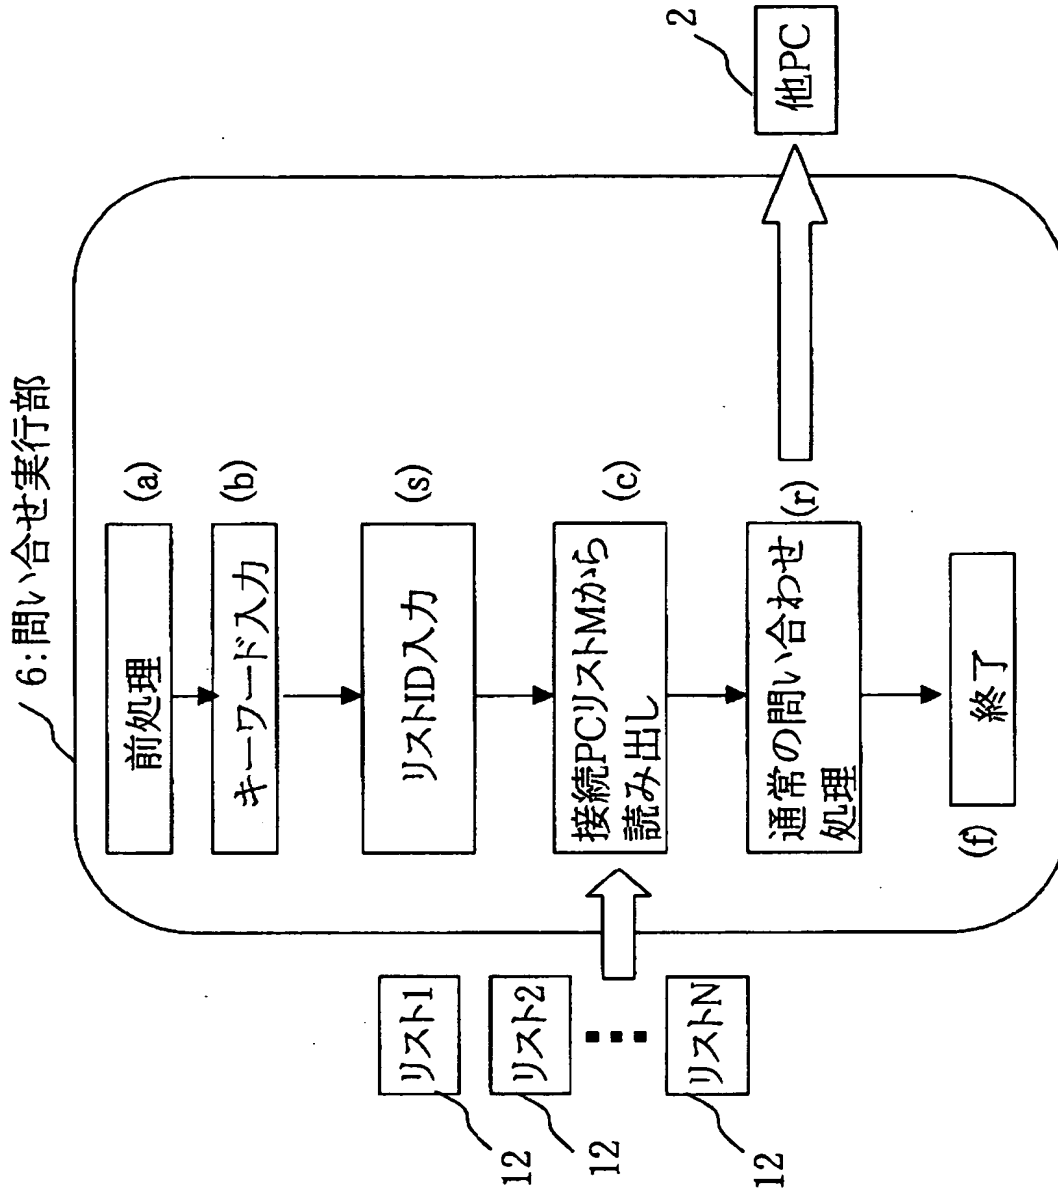 6:問い合せ実行部
前処理
(a)
キーワード入力
(b)
リストID入力
(s)
接続PCリストMから
読み出し
(c)
通常の問い合わせ
処理
(r)
終了
(f)
リスト1
12
リスト2
12
リストN
12
他PC
2